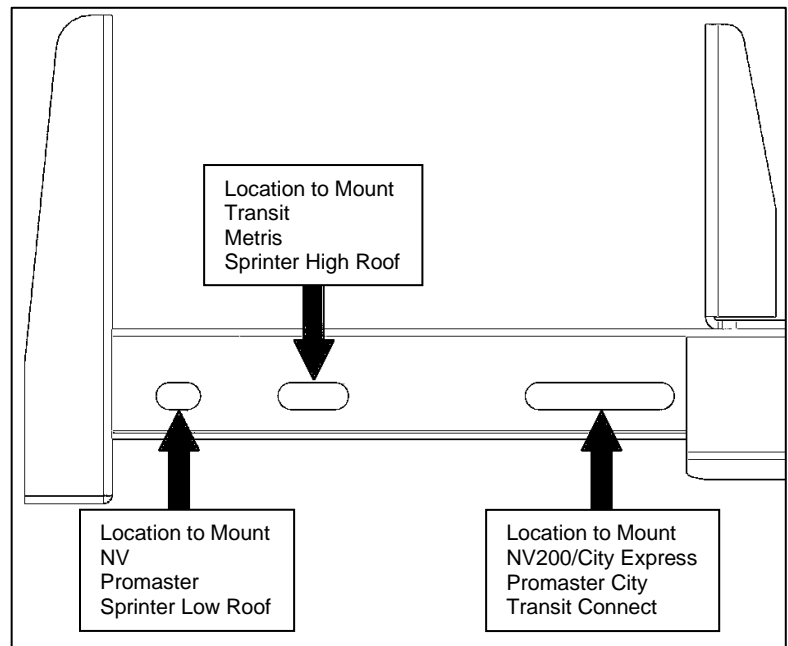 Location to Mount
Transit
Metris
Sprinter High Roof
Location to Mount
NV
Promaster
Sprinter Low Roof
Location to Mount
NV200/City Express
Promaster City
Transit Connect